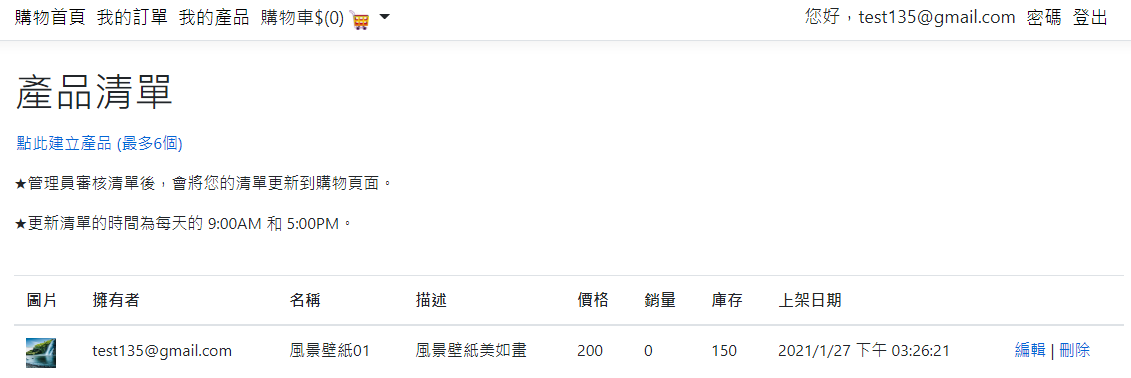 購物首頁 我的訂單 我的產品 購物車$(0) 您好，test135@gmail.com 密碼 登出
產品清單
點此建立產品 (最多6個)
★管理員審核清單後，會將您的清單更新到購物頁面。
★更新清單的時間為每天的 9:00AM 和 5:00PM。
圖片 擁有者 名稱 描述 價格 銷量 庫存 上架日期
test135@gmail.com 風景壁紙01 風景壁紙美如畫 200 0 150 2021/1/27 下午 03:26:21 編輯 | 刪除